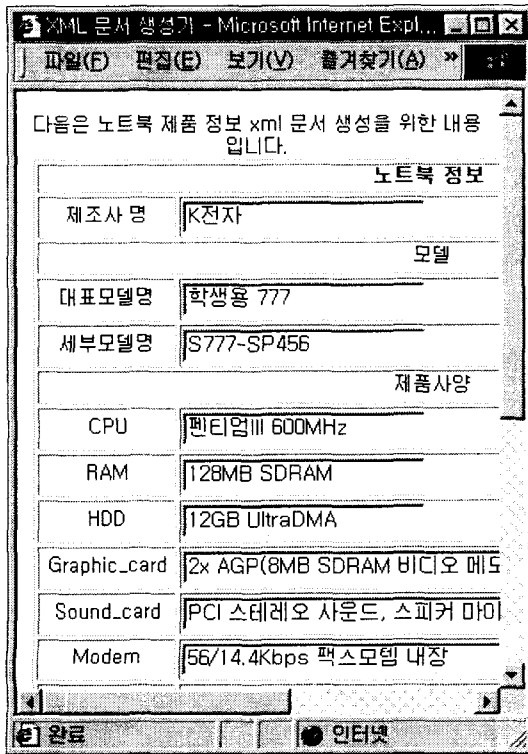 XML 문서 생성기 - Microsoft Internet Expl...
파일(F) 편집(E) 보기(V) 즐겨찾기(A) »
다음은 노트북 제품 정보 xml 문서 생성을 위한 내용
입니다.
노트북 정보
제조사 명 K전자
모델
대표모델명 학생용 777
세부모델명 S777-SP456
제품사양
CPU 펜티엄III 600MHz
RAM 128MB SDRAM
HDD 12GB UltraDMA
Graphic_card 2x AGP(8MB SDRAM 비디오 메모
Sound_card PCI 스테레오 사운드, 스피커 마이
Modem 56/14.4Kbps 팩스모뎀 내장
완료 인터넷